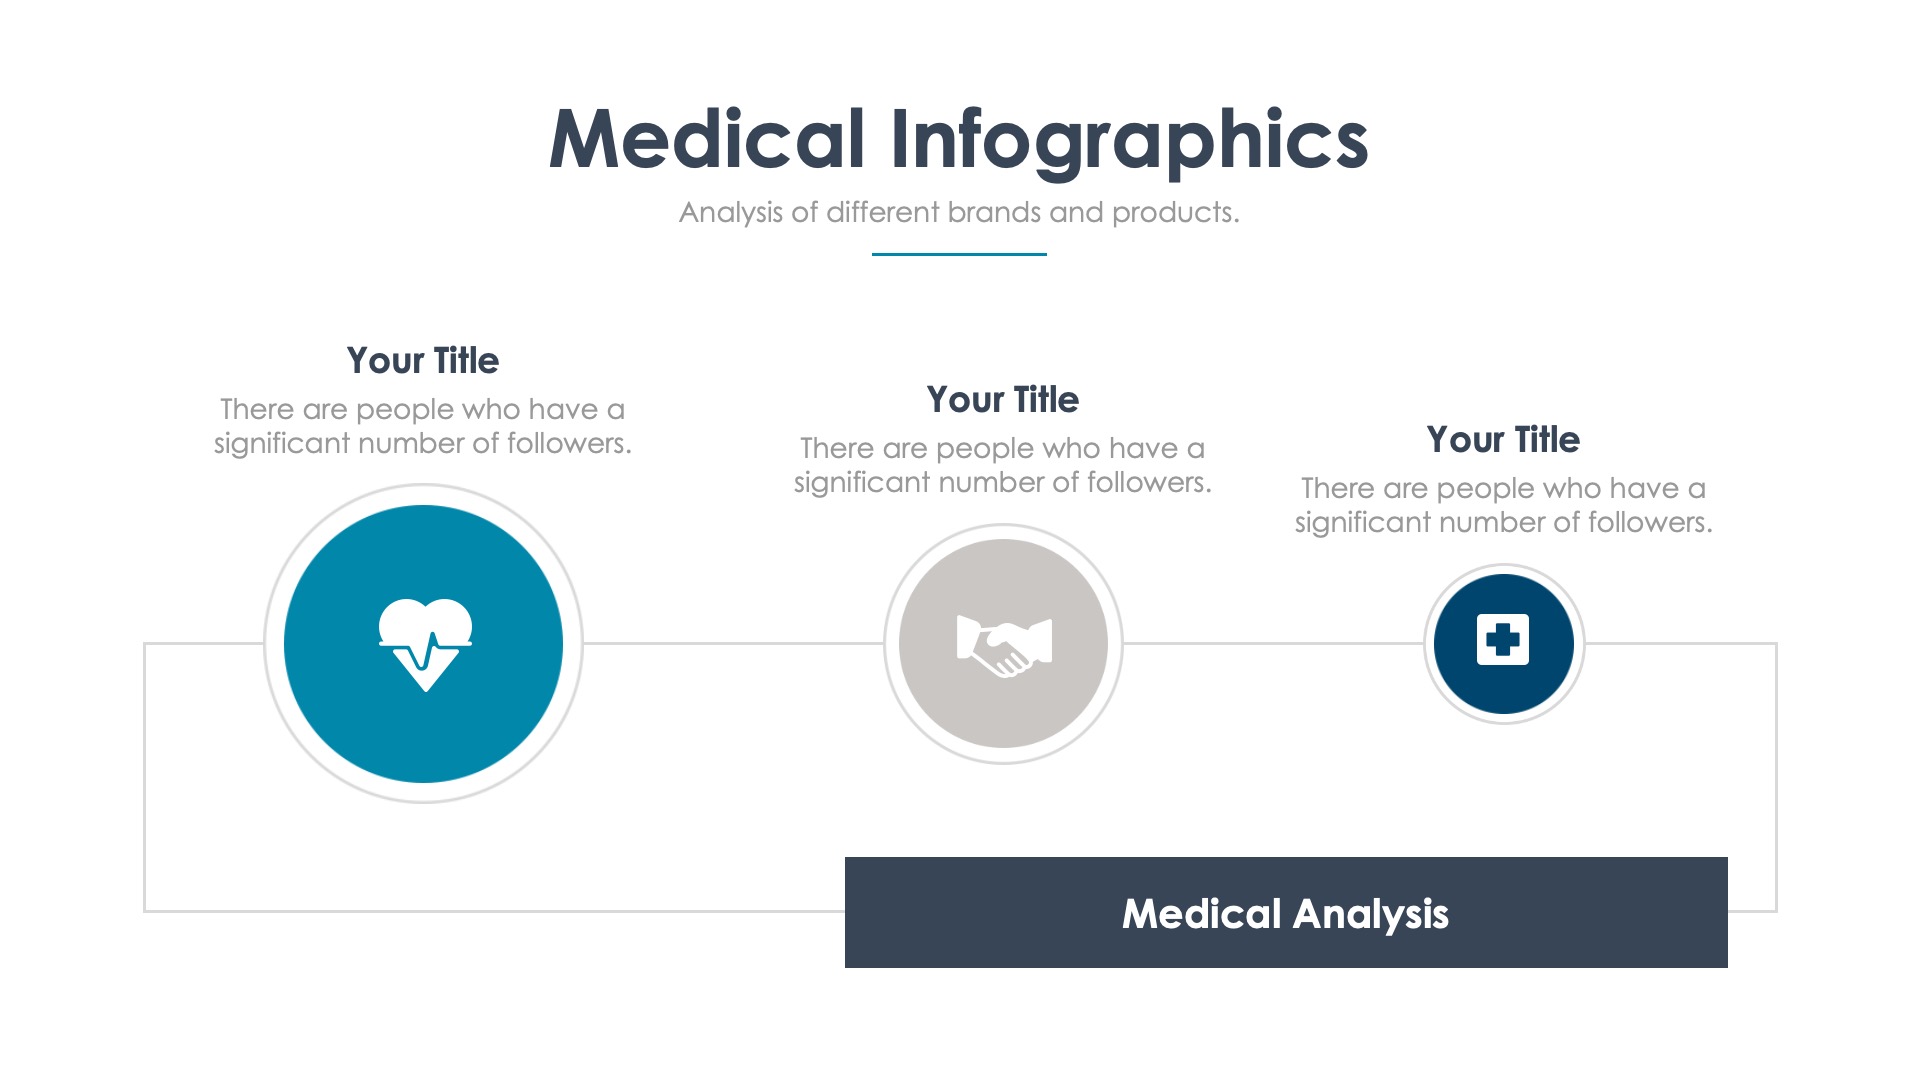 Medical Infographics
Analysis of different brands and products.
Your Title
There are people who have a
significant number of followers.
Your Title
There are people who have a
significant number of followers.
Your Title
There are people who have a
significant number of followers.
Medical Analysis